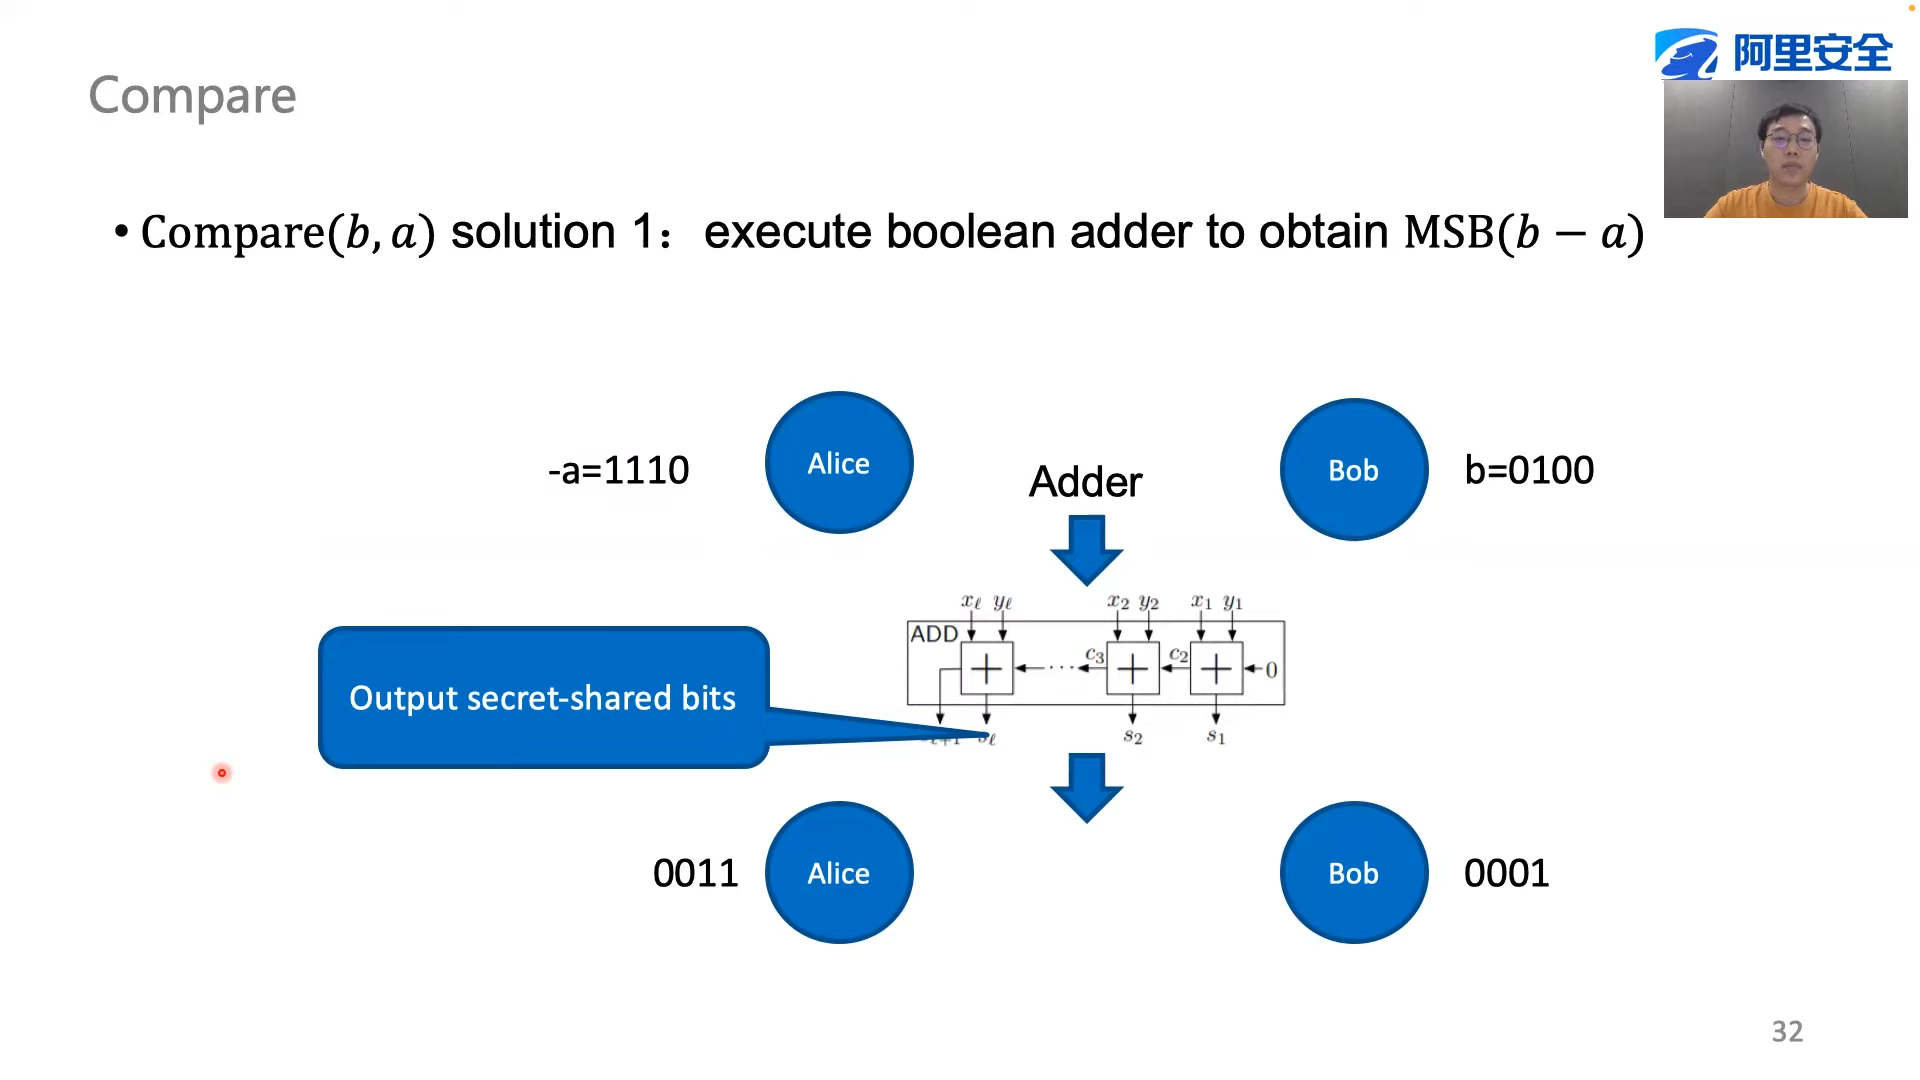 阿里安全
Compare
• Compare(b, a) solution 1：execute boolean adder to obtain MSB(b − a)
-a=1110
Alice
Adder
Bob
b=0100
xℓ yℓ x2 y2 x1 y1
ADD
+ ··· c3 + c2 + 0
Output secret-shared bits
sℓ s2 s1
0011
Alice
Bob
0001
32